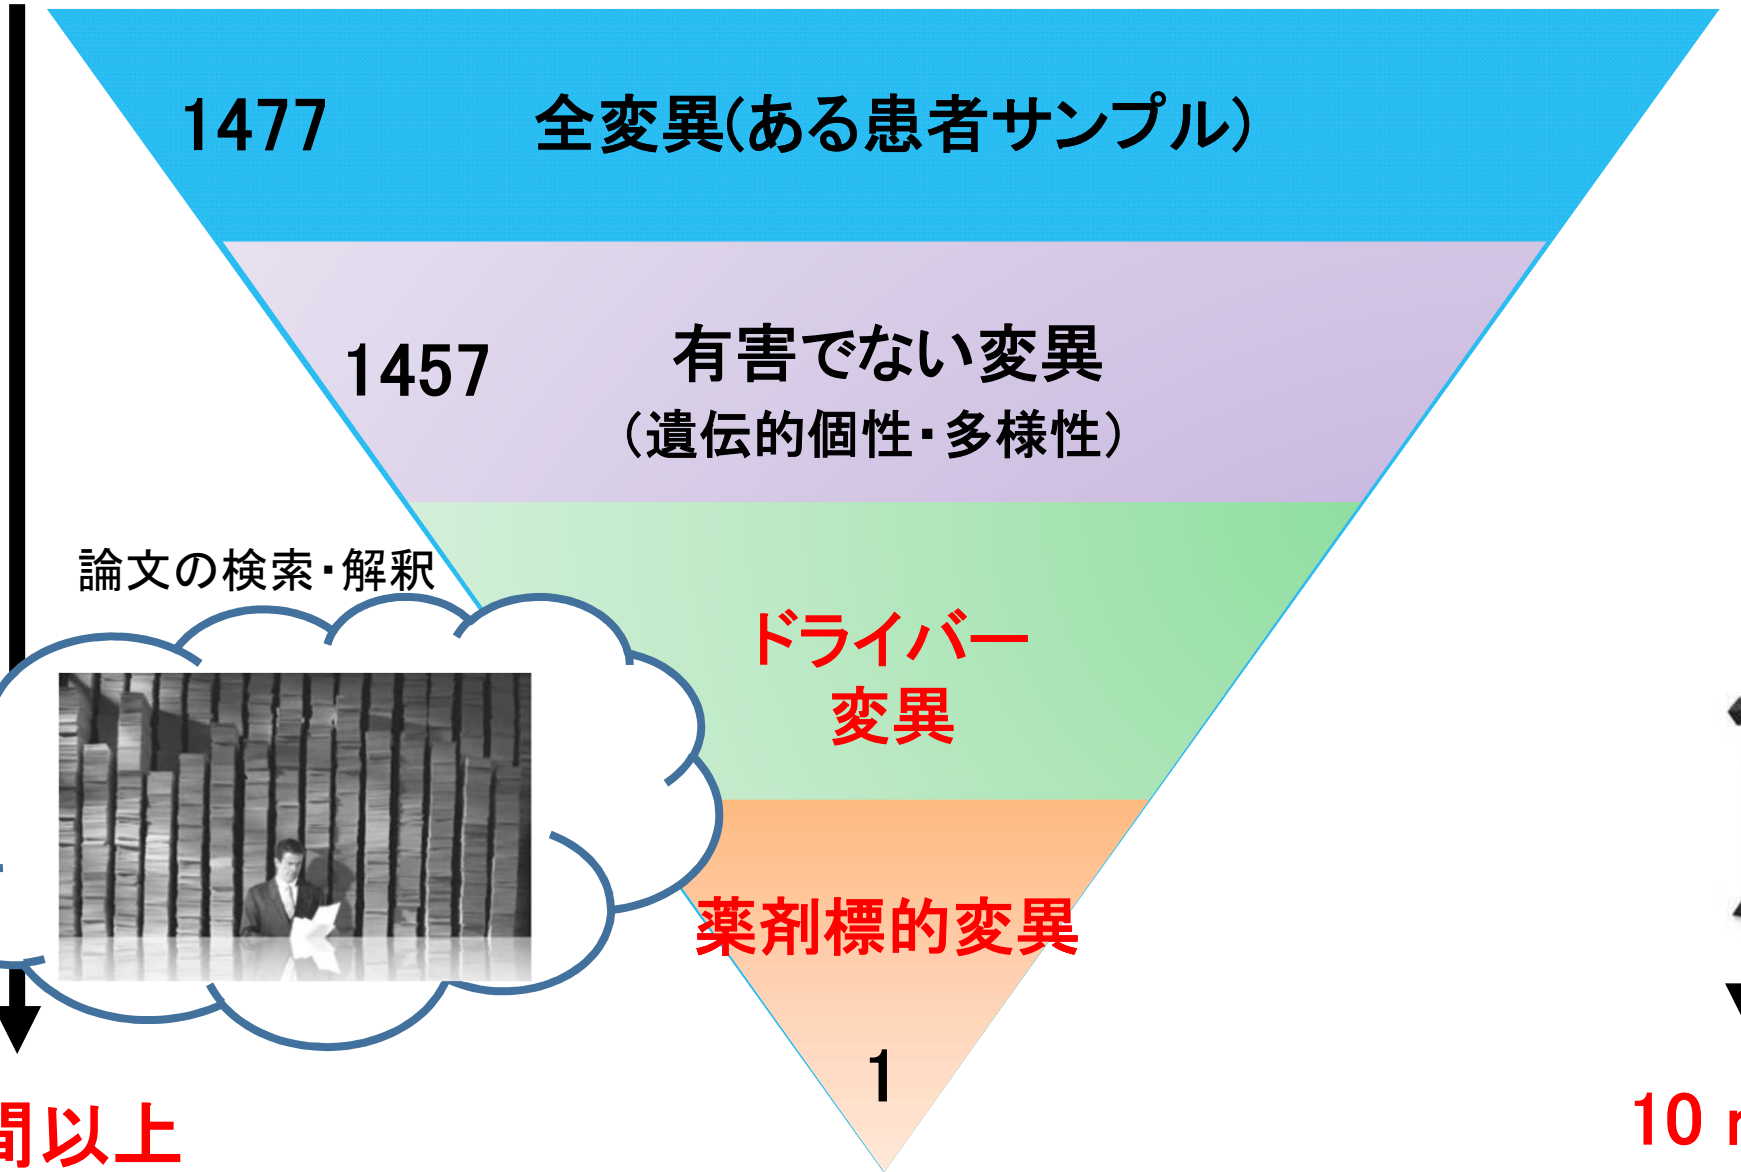 1477 全変異(ある患者サンプル)
1457 有害でない変異
(遺伝的個性・多様性)
論文の検索・解釈
ドライバー
変異
薬剤標的変異
1
間以上
10